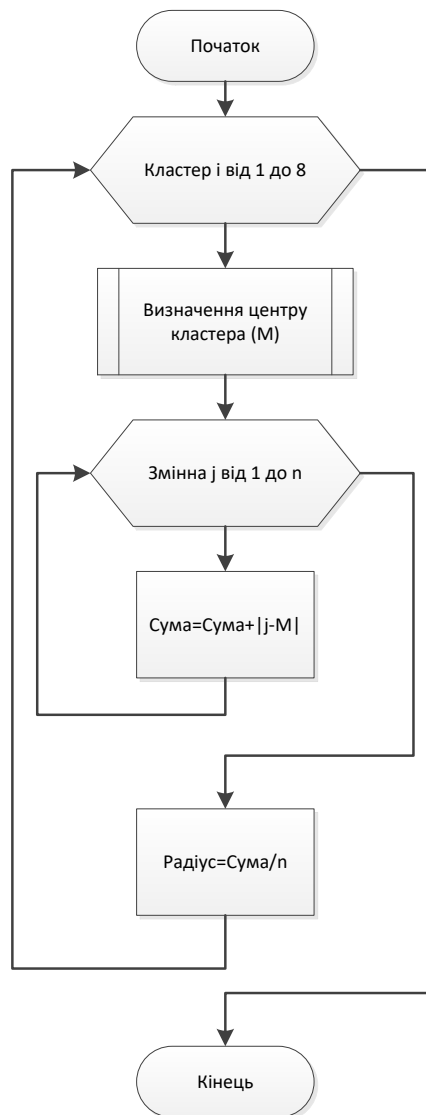 Початок
Кластер і від 1 до 8
Визначення центру
кластера (М)
Змінна j від 1 до n
Сума=Сума+|j-M|
Радіус=Сума/n
Кінець